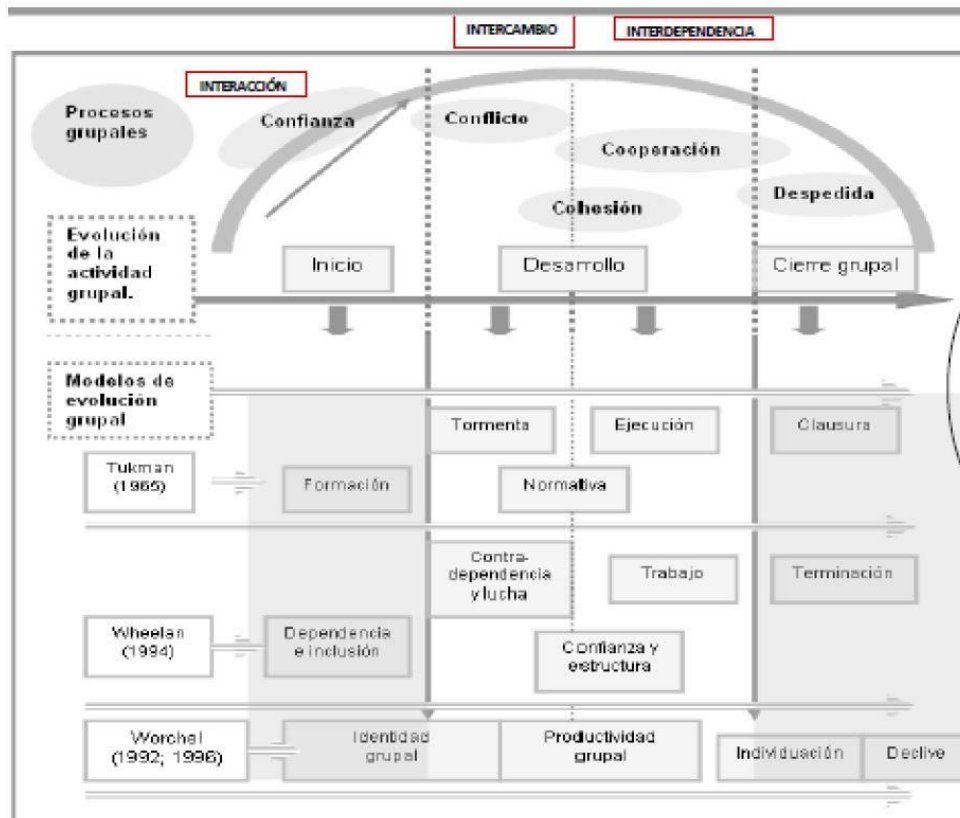 INTERCAMBIO
INTERDEPENDENCIA
INTERACCIÓN
Procesos
grupales
Confianza
Conflicto
Cooperación
Cohesión
Despedida
Evolución
de la
actividad
grupal.
Inicio
Desarrollo
Cierre grupal
Modelos de
evolución
grupal
Tormenta
Ejecución
Clausura
Tukman
(1965)
Formación
Normativa
Contra-
dependencia
y lucha
Trabajo
Terminación
Wheelan
(1994)
Dependencia
e inclusión
Confianza y
estructura
Worchel
(1992; 1996)
Identidad
grupal
Productividad
grupal
Individuación
Declive